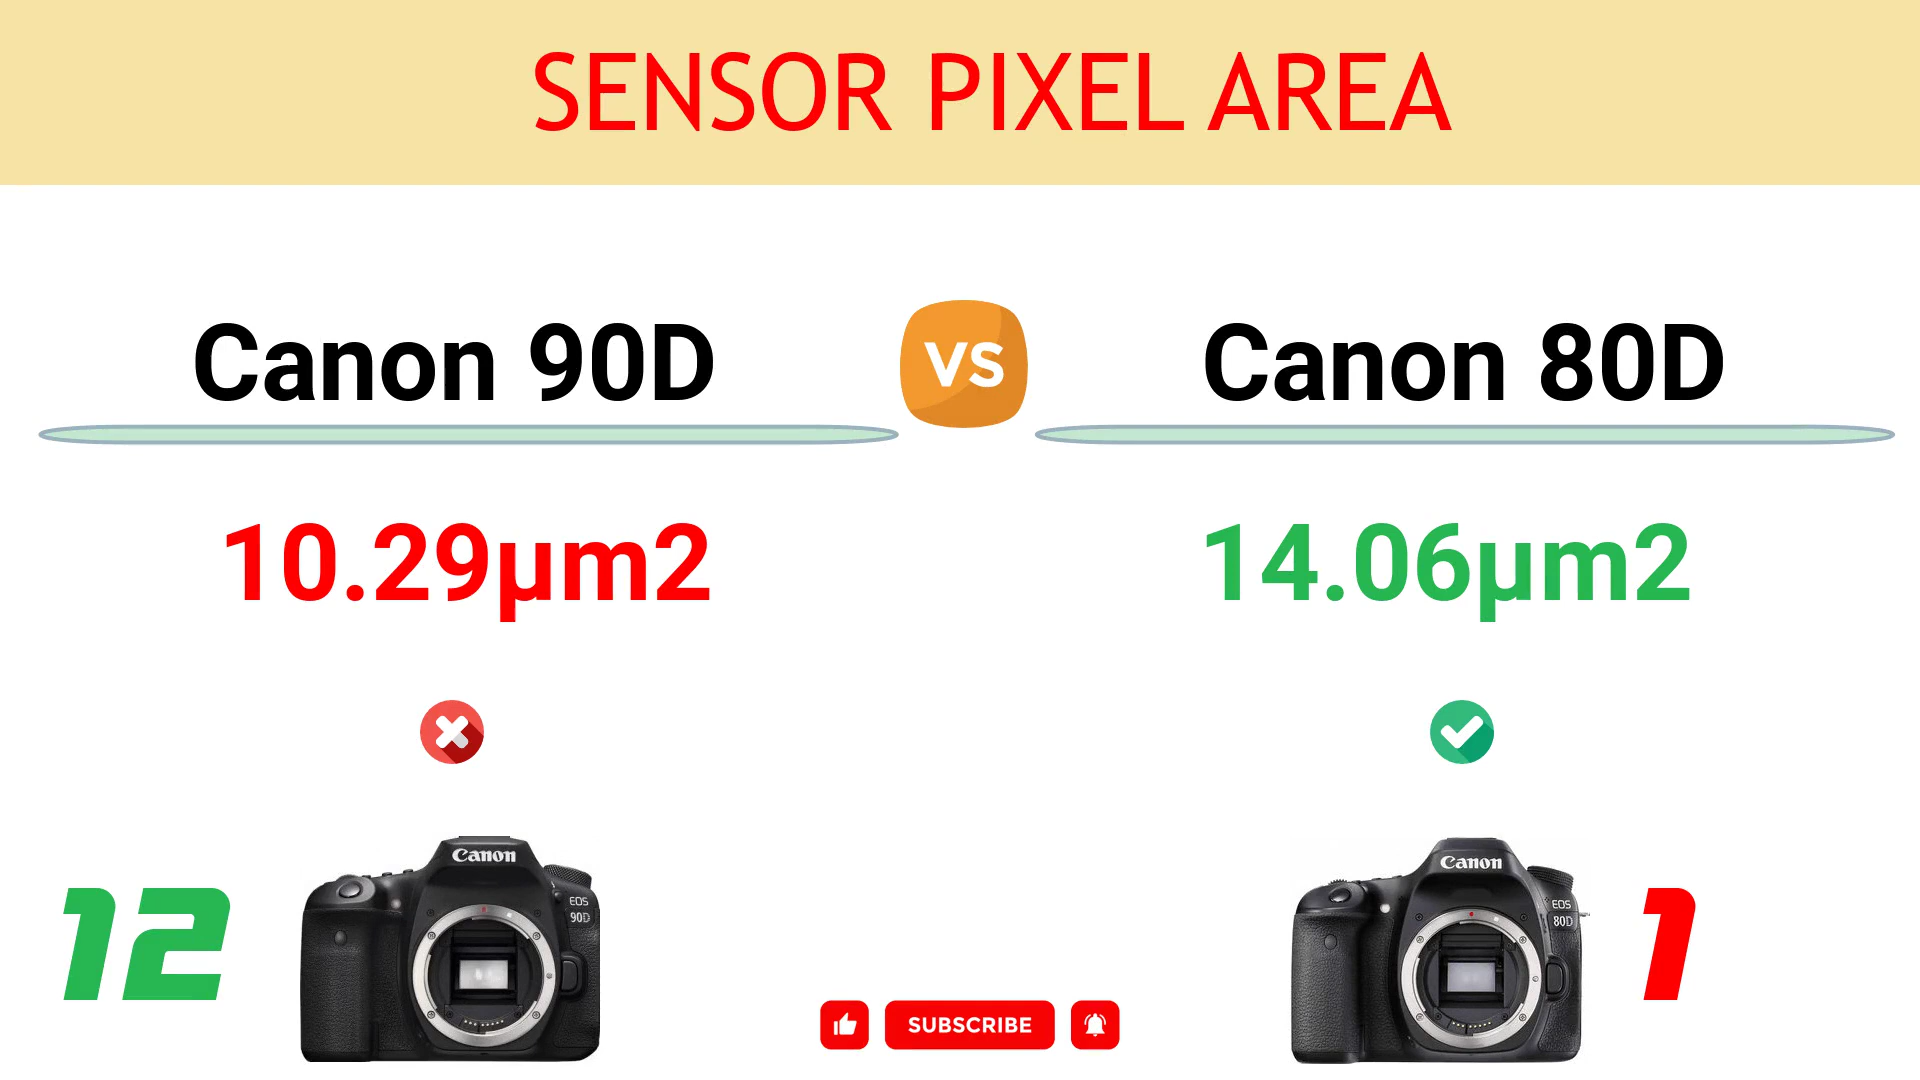 SENSOR PIXEL AREA
Canon 90D
VS
Canon 80D
10.29µm2
14.06µm2
12
Canon
EOS
90D
Canon
EOS
80D
1
SUBSCRIBE